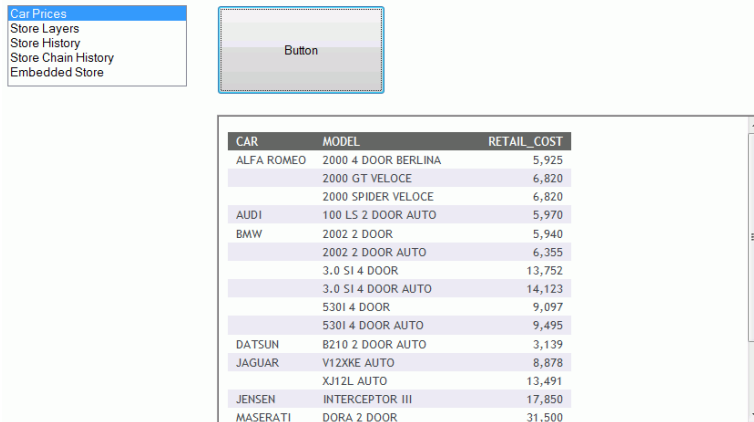 Car Prices
Store Layers
Store History
Store Chain History
Embedded Store
Button
CAR MODEL RETAIL_COST
ALFA ROMEO 2000 4 DOOR BERLINA 5,925
2000 GT VELOCE 6,820
2000 SPIDER VELOCE 6,820
AUDI 100 LS 2 DOOR AUTO 5,970
BMW 2002 2 DOOR 5,940
2002 2 DOOR AUTO 6,355
3.0 SI 4 DOOR 13,752
3.0 SI 4 DOOR AUTO 14,123
530I 4 DOOR 9,097
530I 4 DOOR AUTO 9,495
DATSUN B210 2 DOOR AUTO 3,139
JAGUAR V12XKE AUTO 8,878
XJ12L AUTO 13,491
JENSEN INTERCEPTOR III 17,850
MASERATI DORA 2 DOOR 31,500